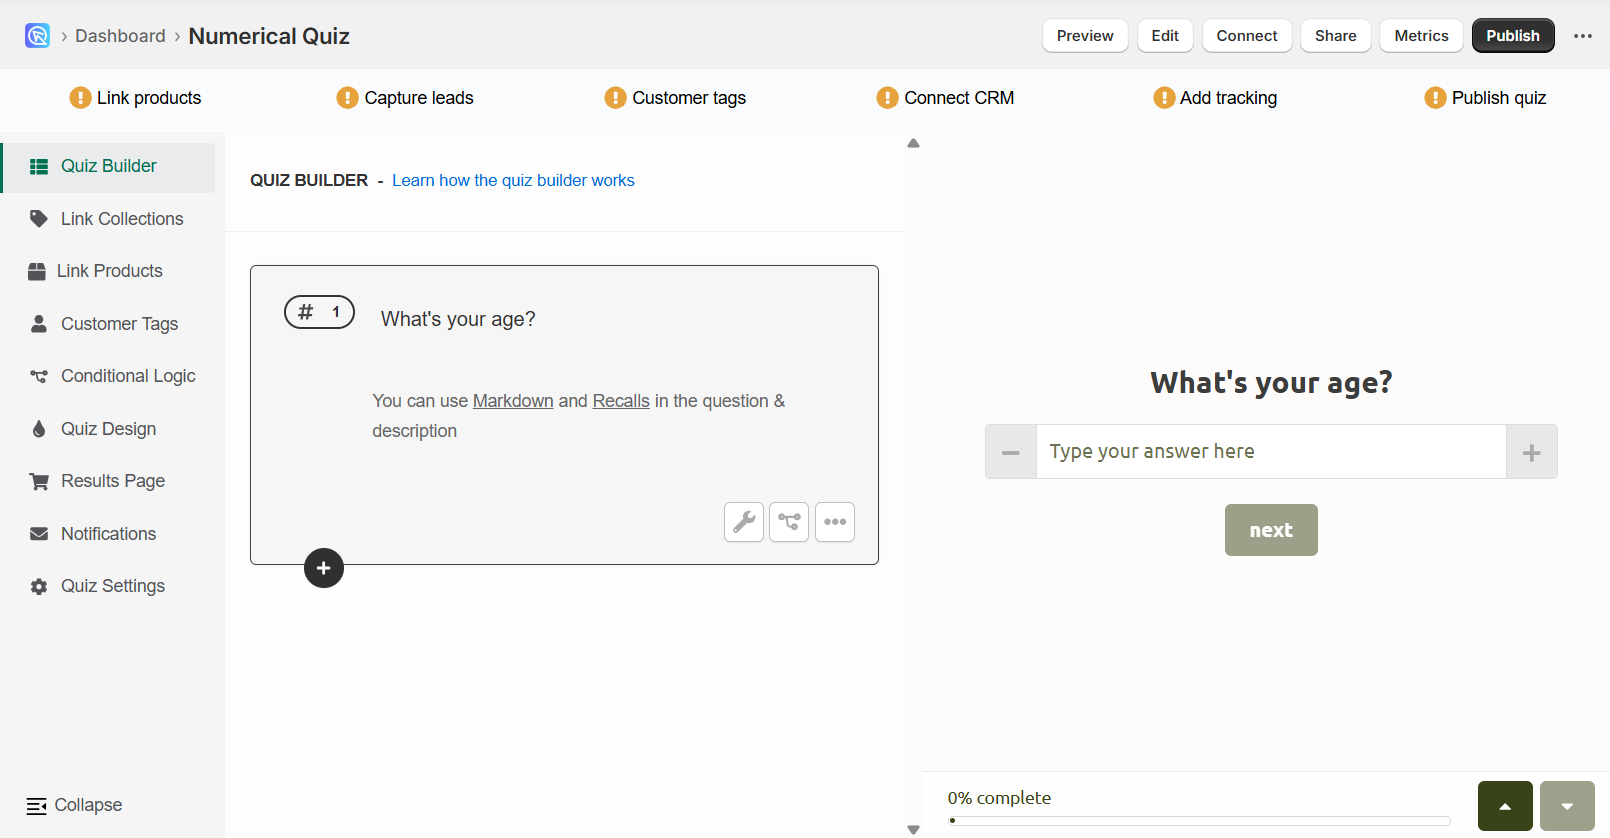 Dashboard
Numerical Quiz
Preview
Edit
Connect
Share
Metrics
Publish
Link products
Capture leads
Customer tags
Connect CRM
Add tracking
Publish quiz
Quiz Builder
Link Collections
Link Products
Customer Tags
Conditional Logic
Quiz Design
Results Page
Notifications
Quiz Settings
Collapse
QUIZ BUILDER - Learn how the quiz builder works
# 1
What's your age?
You can use Markdown and Recalls in the question &
description
What's your age?
Type your answer here
next
0% complete